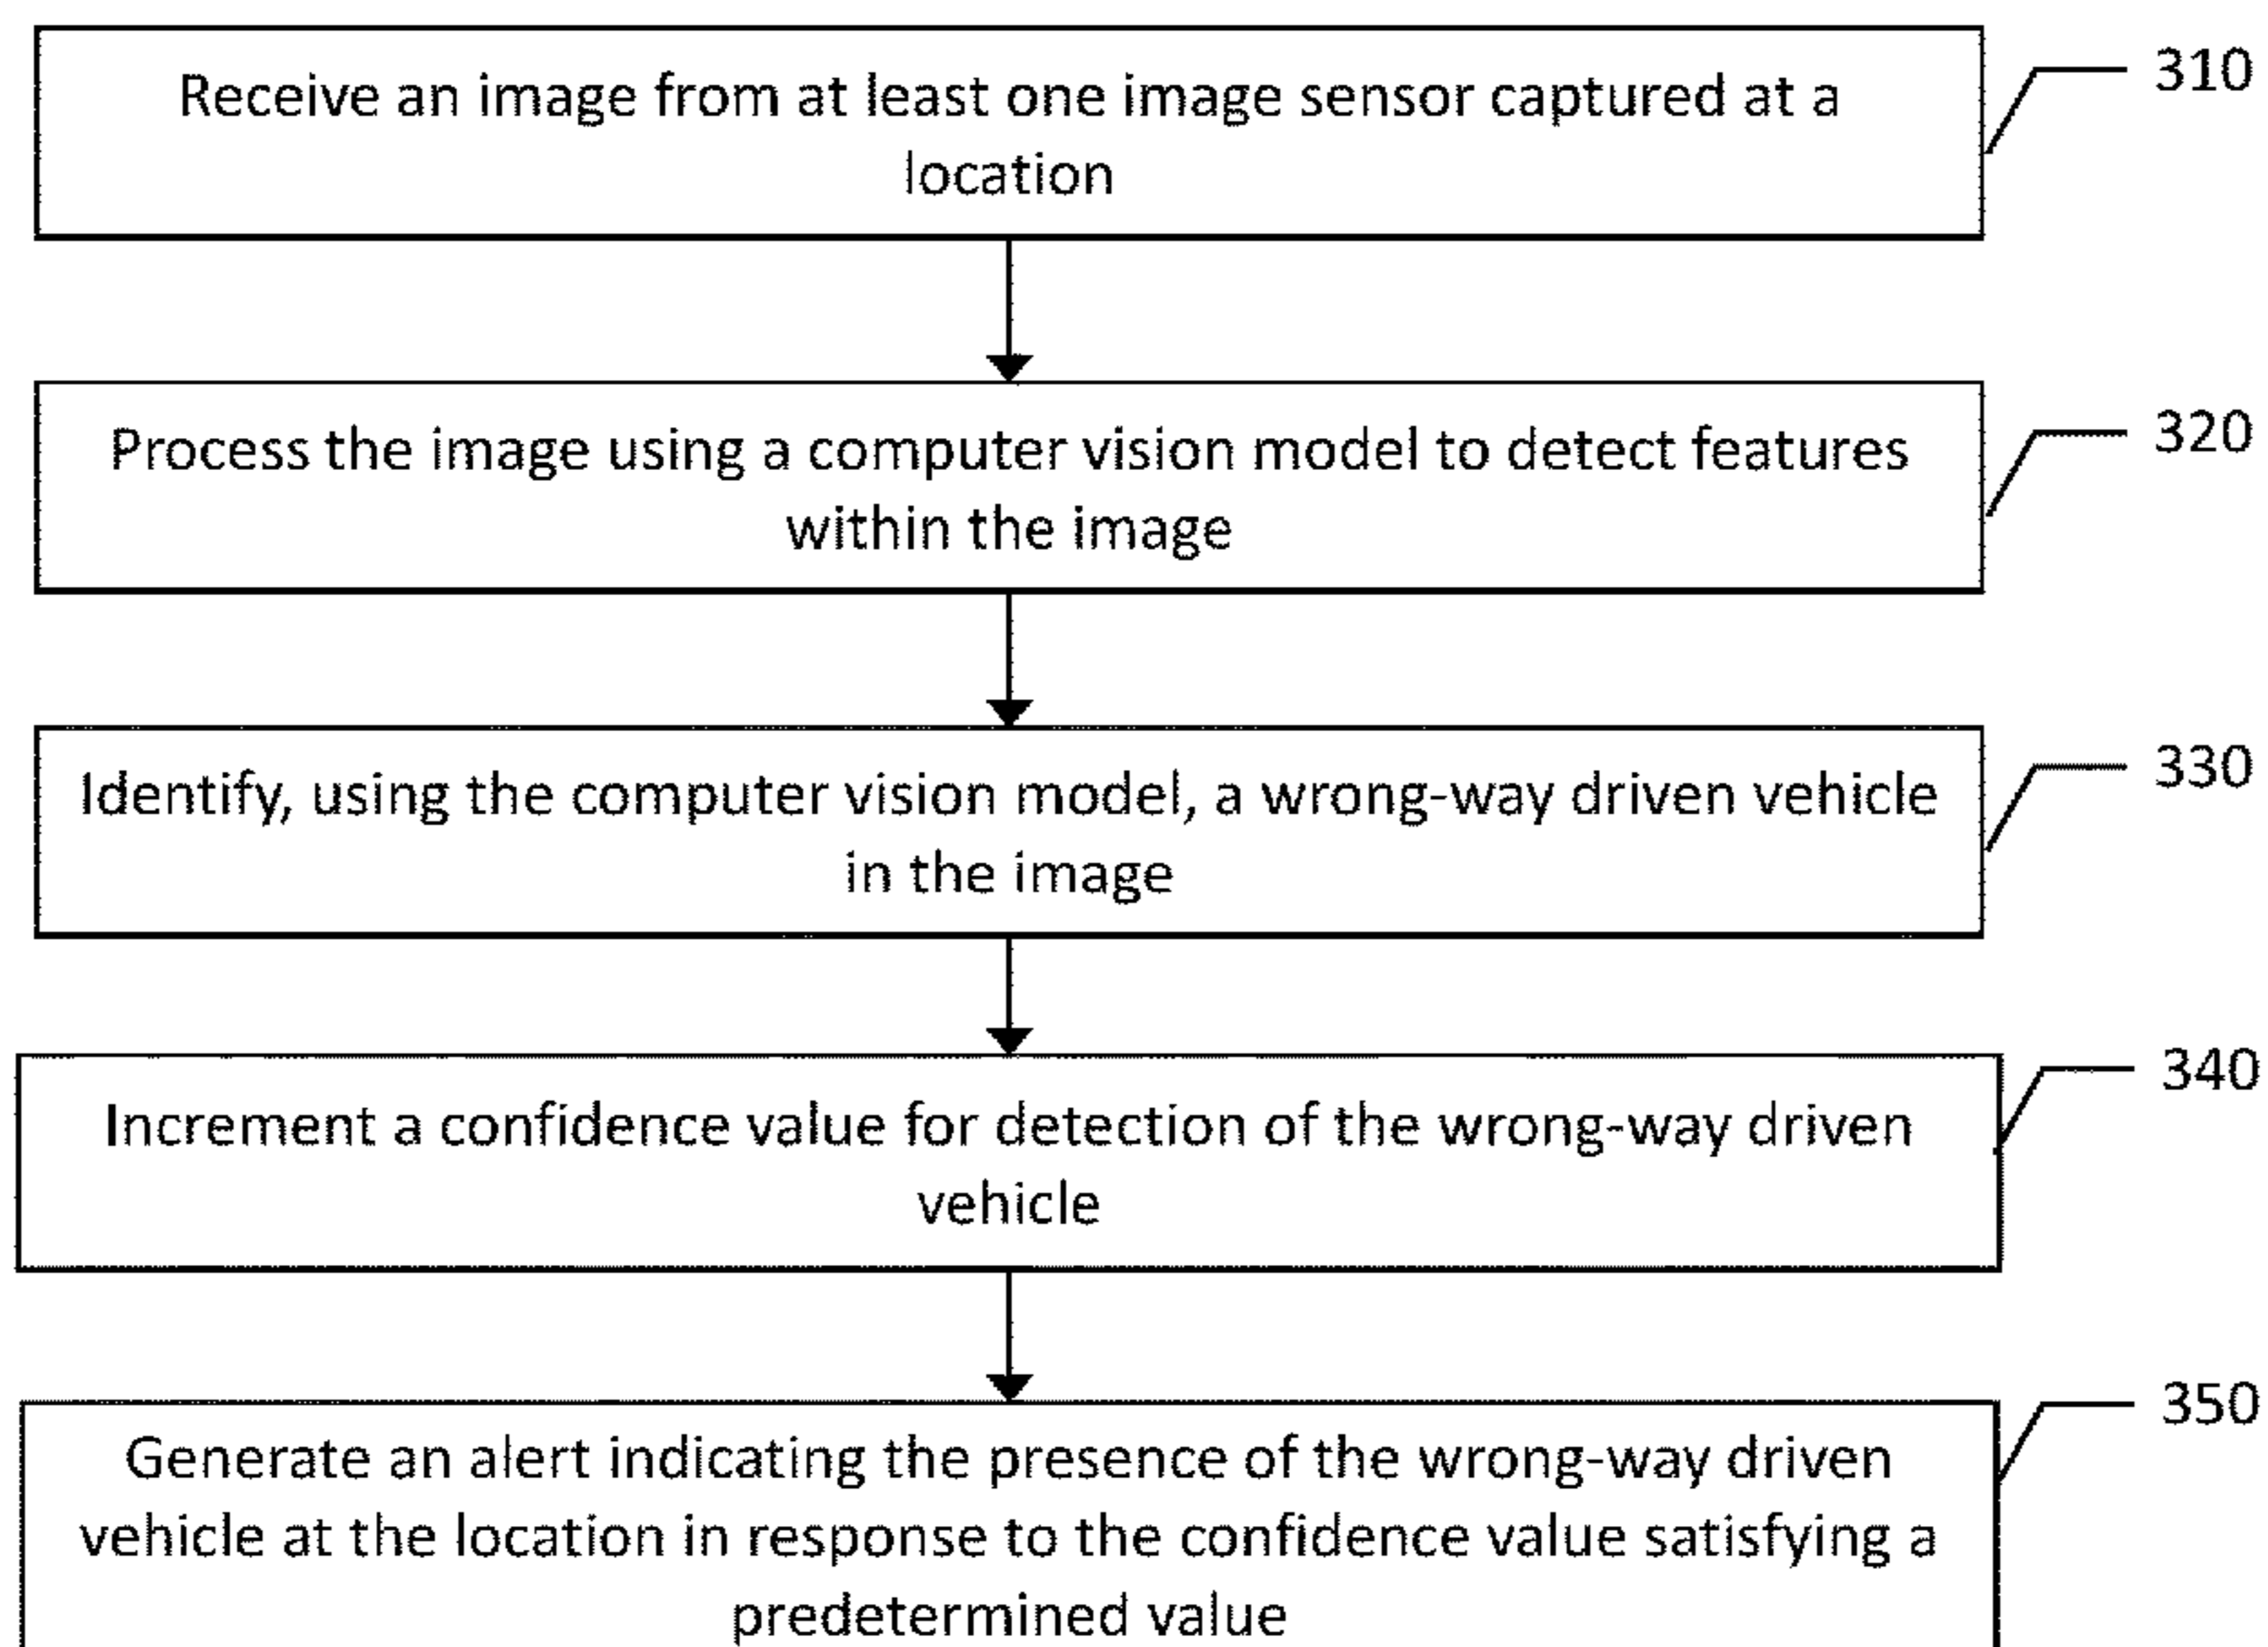 Receive an image from at least one image sensor captured at a
location
310
Process the image using a computer vision model to detect features
within the image
320
Identify, using the computer vision model, a wrong-way driven vehicle
in the image
330
Increment a confidence value for detection of the wrong-way driven
vehicle
340
Generate an alert indicating the presence of the wrong-way driven
vehicle at the location in response to the confidence value satisfying a
predetermined value
350